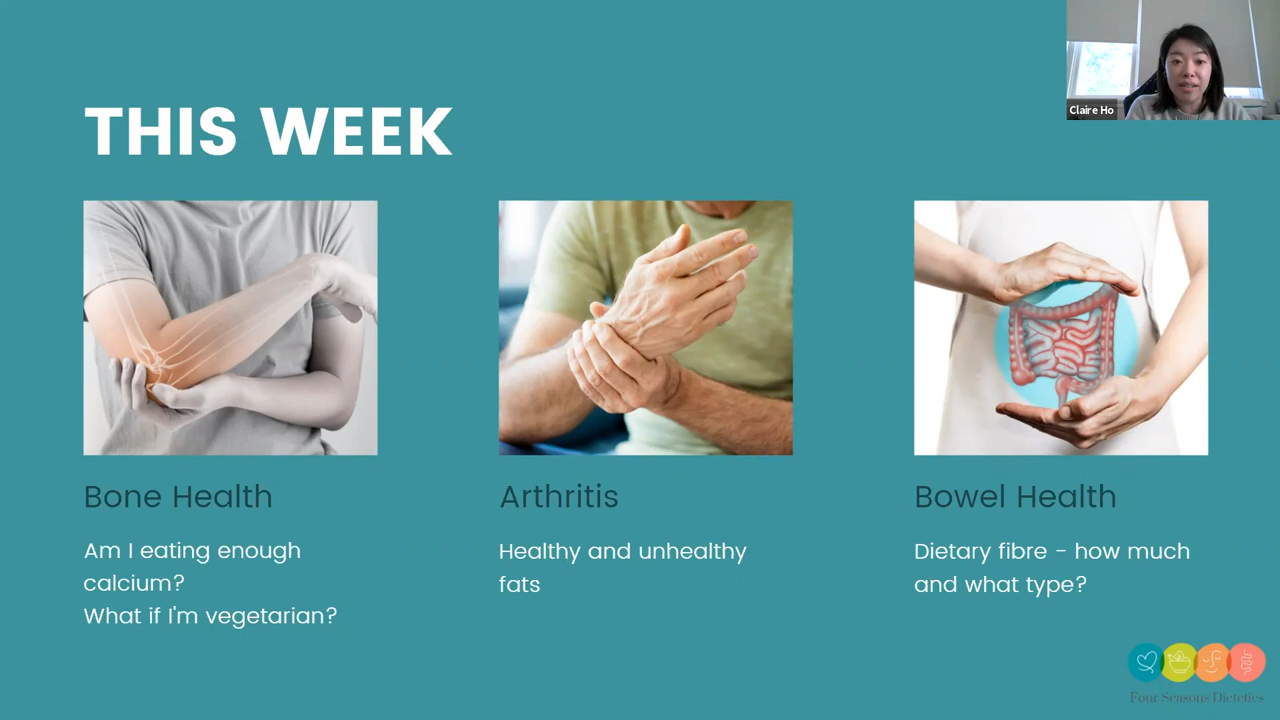 Claire Ho
THIS WEEK
Bone Health
Am I eating enough
calcium?
What if I'm vegetarian?
Arthritis
Healthy and unhealthy
fats
Bowel Health
Dietary fibre - how much
and what type?
Four Seasons Dietetics